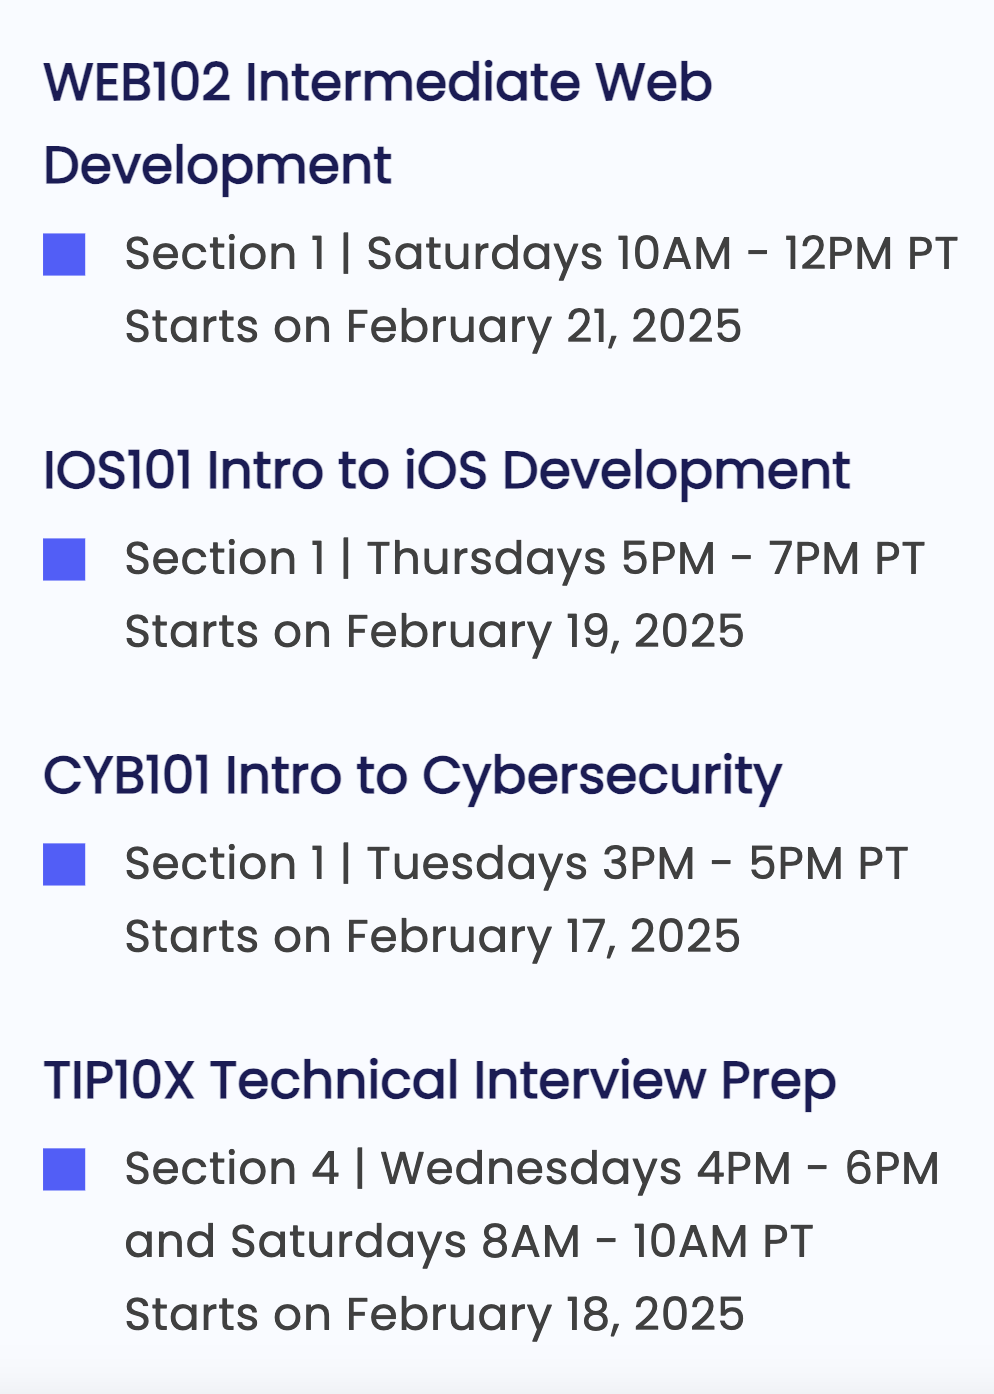 WEB102 Intermediate Web
Development
Section 1 | Saturdays 10AM - 12PM PT
Starts on February 21, 2025
IOS101 Intro to iOS Development
Section 1 | Thursdays 5PM - 7PM PT
Starts on February 19, 2025
CYB101 Intro to Cybersecurity
Section 1 | Tuesdays 3PM - 5PM PT
Starts on February 17, 2025
TIP10X Technical Interview Prep
Section 4 | Wednesdays 4PM - 6PM
and Saturdays 8AM - 10AM PT
Starts on February 18, 2025